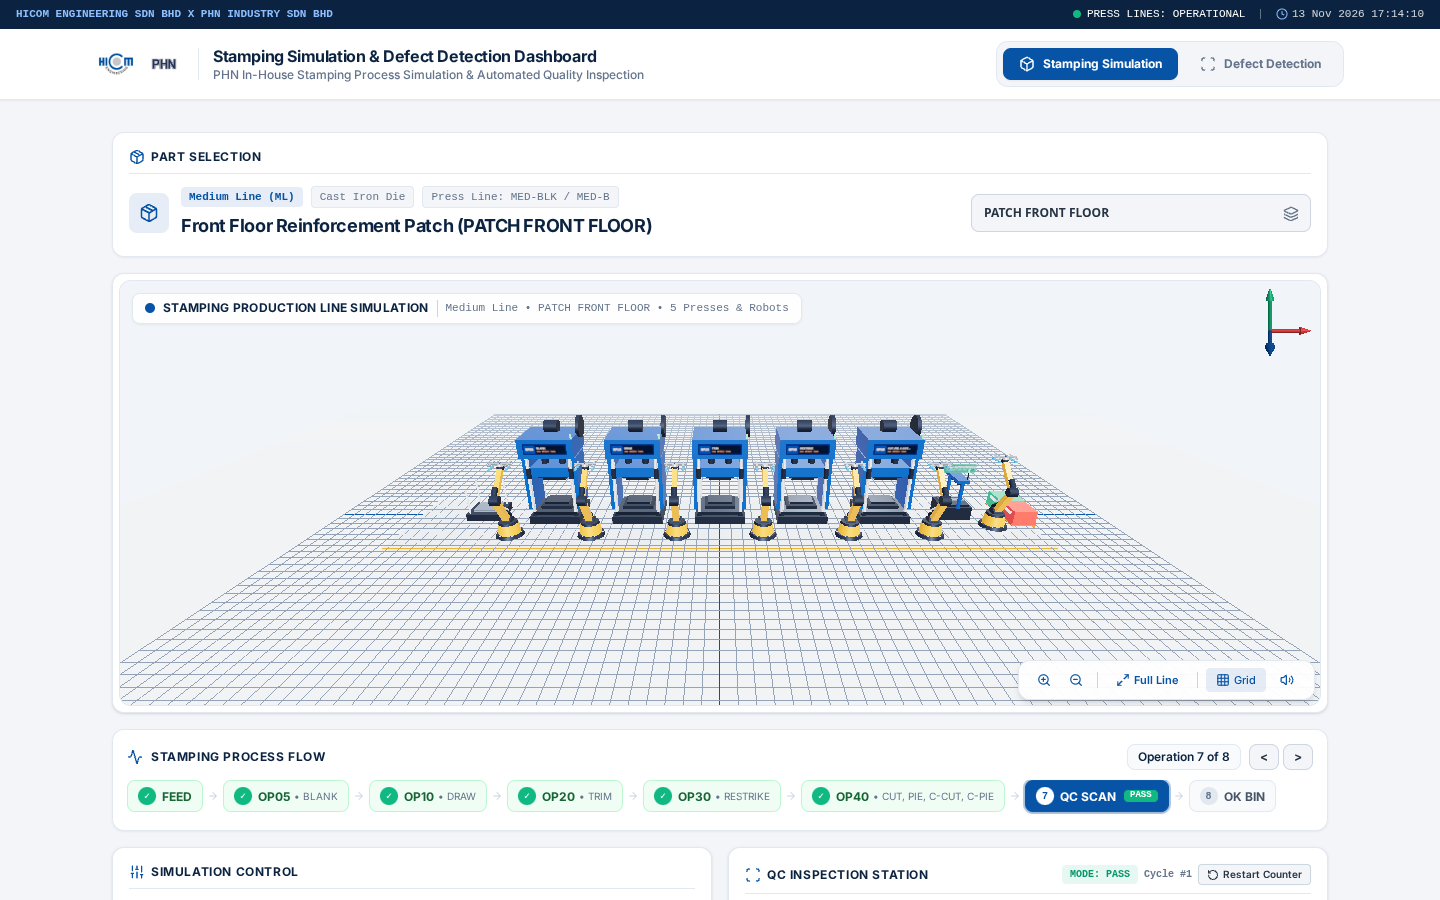 HICOM ENGINEERING SDN BHD X PHN INDUSTRY SDN BHD
PRESS LINES: OPERATIONAL | 13 Nov 2026 17:14:10
HICOM
PHN
Stamping Simulation & Defect Detection Dashboard
PHN In-House Stamping Process Simulation & Automated Quality Inspection
Stamping Simulation
Defect Detection
PART SELECTION
Medium Line (ML)
Cast Iron Die
Press Line: MED-BLK / MED-B
Front Floor Reinforcement Patch (PATCH FRONT FLOOR)
PATCH FRONT FLOOR
STAMPING PRODUCTION LINE SIMULATION
Medium Line • PATCH FRONT FLOOR • 5 Presses & Robots
Full Line
Grid
STAMPING PROCESS FLOW
Operation 7 of 8
<
>
✓ FEED
✓ OP05 • BLANK
✓ OP10 • DRAW
✓ OP20 • TRIM
✓ OP30 • RESTRIKE
✓ OP40 • CUT, PIE, C-CUT, C-PIE
7 QC SCAN PASS
8 OK BIN
SIMULATION CONTROL
QC INSPECTION STATION
MODE: PASS
Cycle #1
Restart Counter